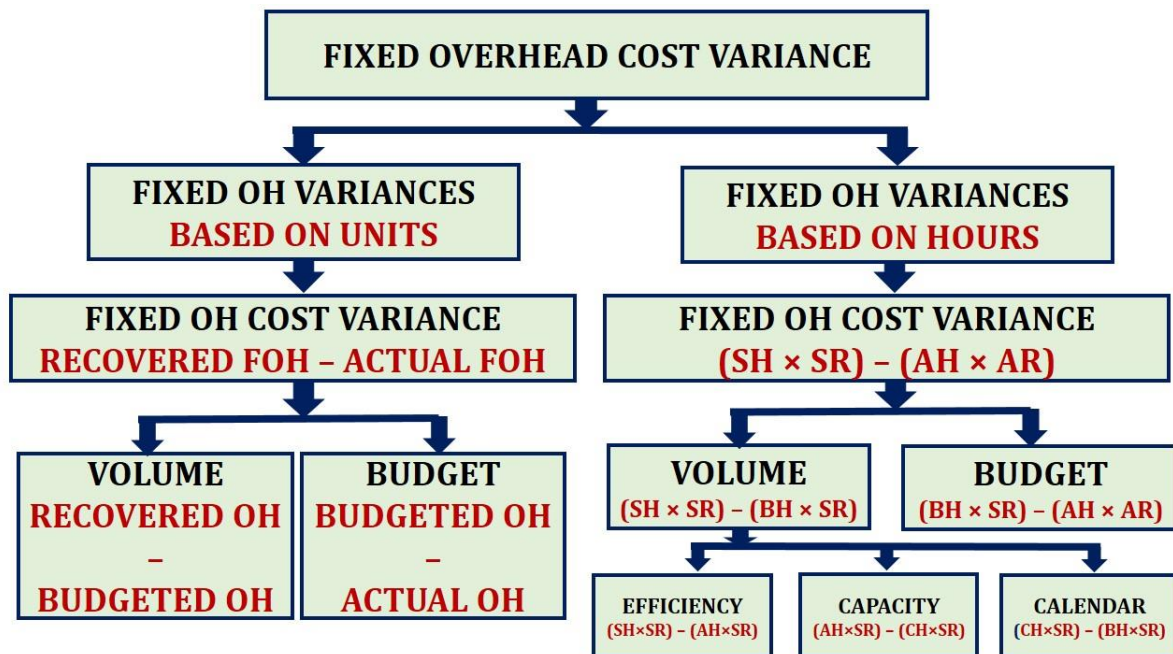 FIXED OVERHEAD COST VARIANCE
FIXED OH VARIANCES
BASED ON UNITS
FIXED OH VARIANCES
BASED ON HOURS
FIXED OH COST VARIANCE
RECOVERED FOH – ACTUAL FOH
FIXED OH COST VARIANCE
(SH × SR) – (AH × AR)
VOLUME
RECOVERED OH
–
BUDGETED OH
BUDGET
BUDGETED OH
–
ACTUAL OH
VOLUME
(SH × SR) – (BH × SR)
BUDGET
(BH × SR) – (AH × AR)
EFFICIENCY
(SH×SR) – (AH×SR)
CAPACITY
(AH×SR) – (CH×SR)
CALENDAR
(CH×SR) – (BH×SR)